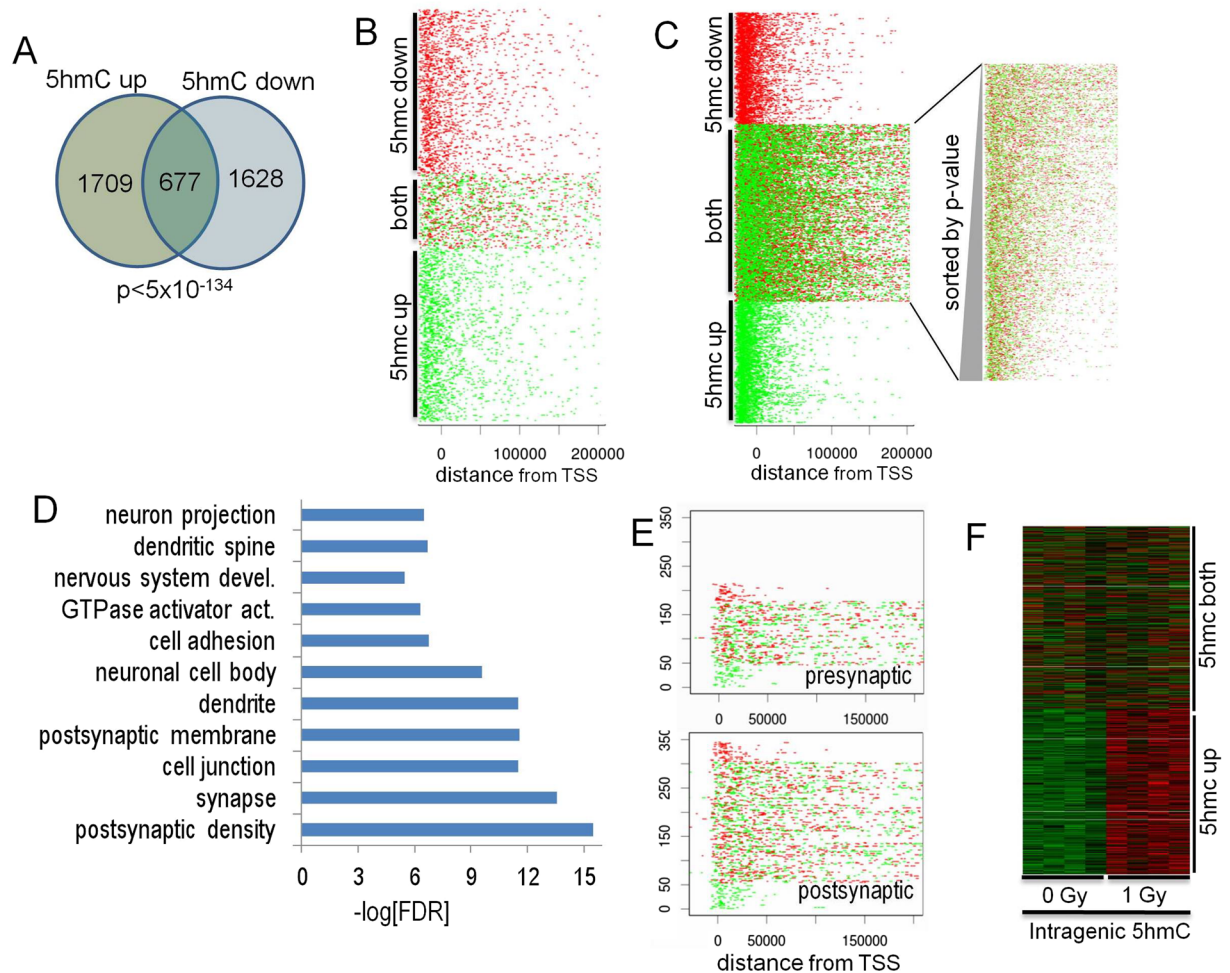 A
5hmC up
5hmC down
1709
677
1628
p<5x10⁻¹³⁴
B
5hmc down
both
5hmc up
0
100000
200000
distance from TSS
C
5hmc down
both
5hmc up
0
100000
200000
distance from TSS
sorted by p-value
D
neuron projection
dendritic spine
nervous system devel.
GTPase activator act.
cell adhesion
neuronal cell body
dendrite
postsynaptic membrane
cell junction
synapse
postsynaptic density
0 3 6 9 12 15
-log[FDR]
E
350
250
150
50
0
presynaptic
0 50000 150000
350
250
150
50
0
postsynaptic
0 50000 150000
distance from TSS
F
5hmc both
5hmc up
0 Gy 1 Gy
Intragenic 5hmC